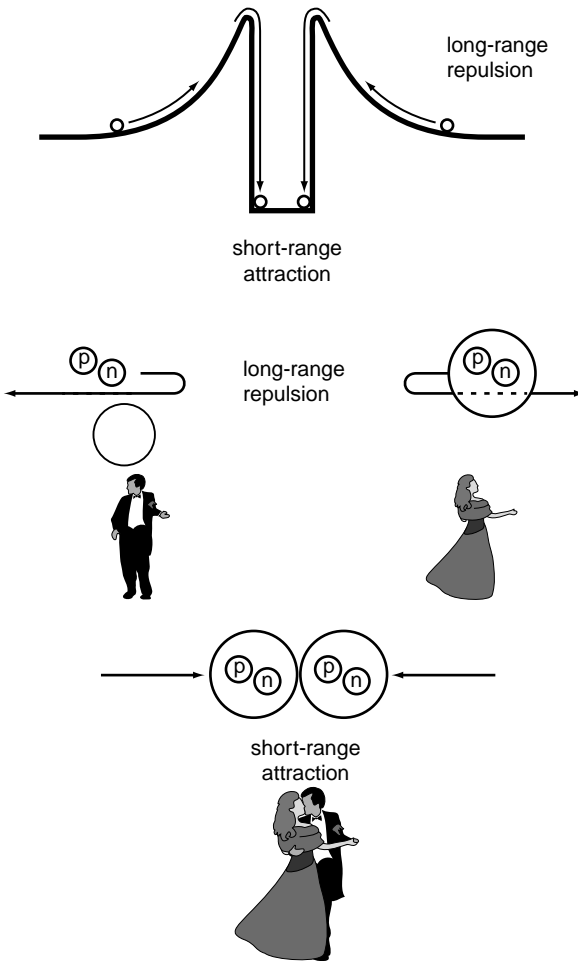 long-range
repulsion
short-range
attraction
p
n
long-range
repulsion
p
n
p
n
p
n
short-range
attraction